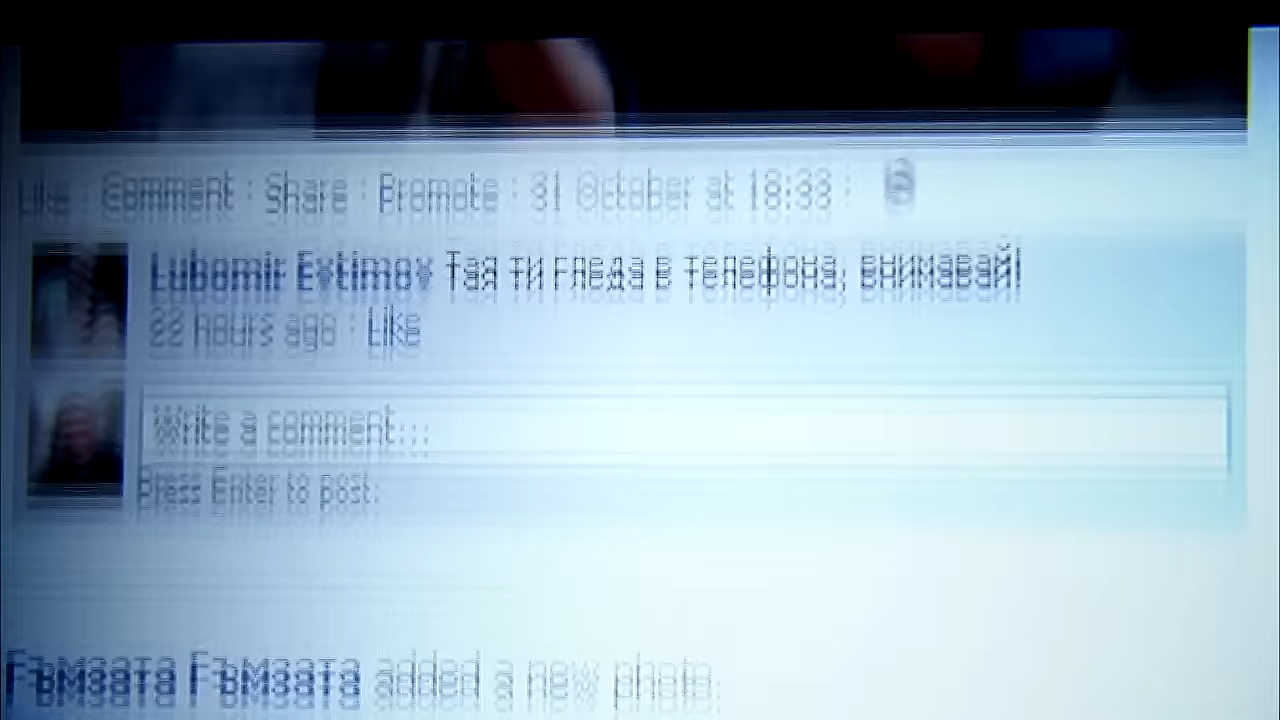 Like · Comment · Share · Promote · 31 October at 18:33 ·
Lubomir Evtimov Тая ти гледа в телефона, внимавай!
22 hours ago · Like
Write a comment...
Press Enter to post.
Гъмзата Гъмзата added a new photo.